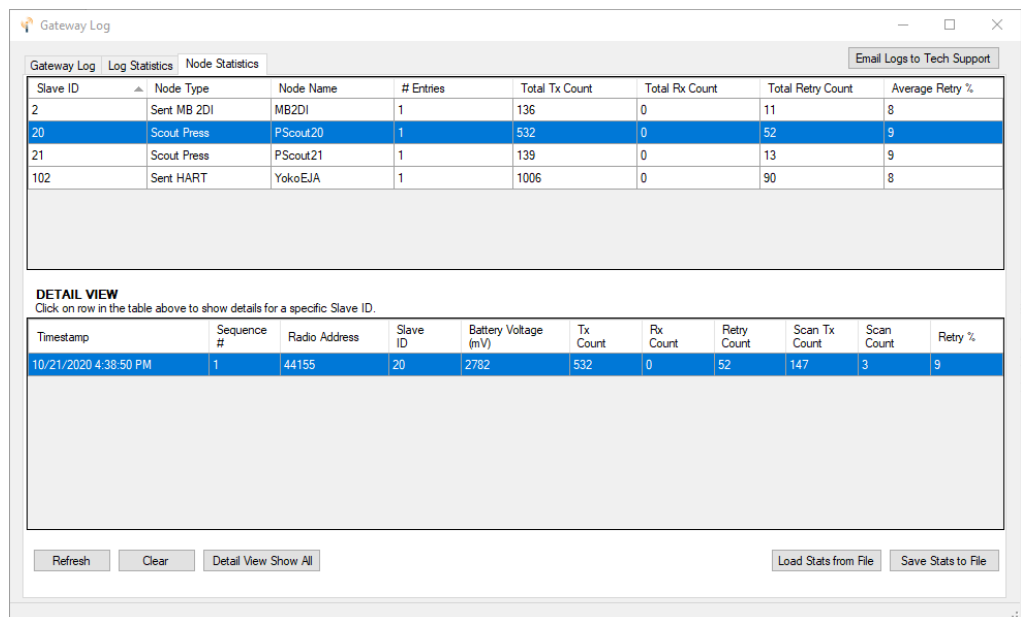 Gateway Log
Email Logs to Tech Support
Gateway Log Log Statistics Node Statistics
Slave ID Node Type Node Name # Entries Total Tx Count Total Rx Count Total Retry Count Average Retry %
2 Sent MB 2DI MB2DI 1 136 0 11 8
20 Scout Press PScout20 1 532 0 52 9
21 Scout Press PScout21 1 139 0 13 9
102 Sent HART YokoEJA 1 1006 0 90 8
DETAIL VIEW
Click on row in the table above to show details for a specific Slave ID.
Timestamp Sequence # Radio Address Slave ID Battery Voltage (mV) Tx Count Rx Count Retry Count Scan Tx Count Scan Count Retry %
10/21/2020 4:38:50 PM 1 44155 20 2782 532 0 52 147 3 9
Refresh Clear Detail View Show All Load Stats from File Save Stats to File